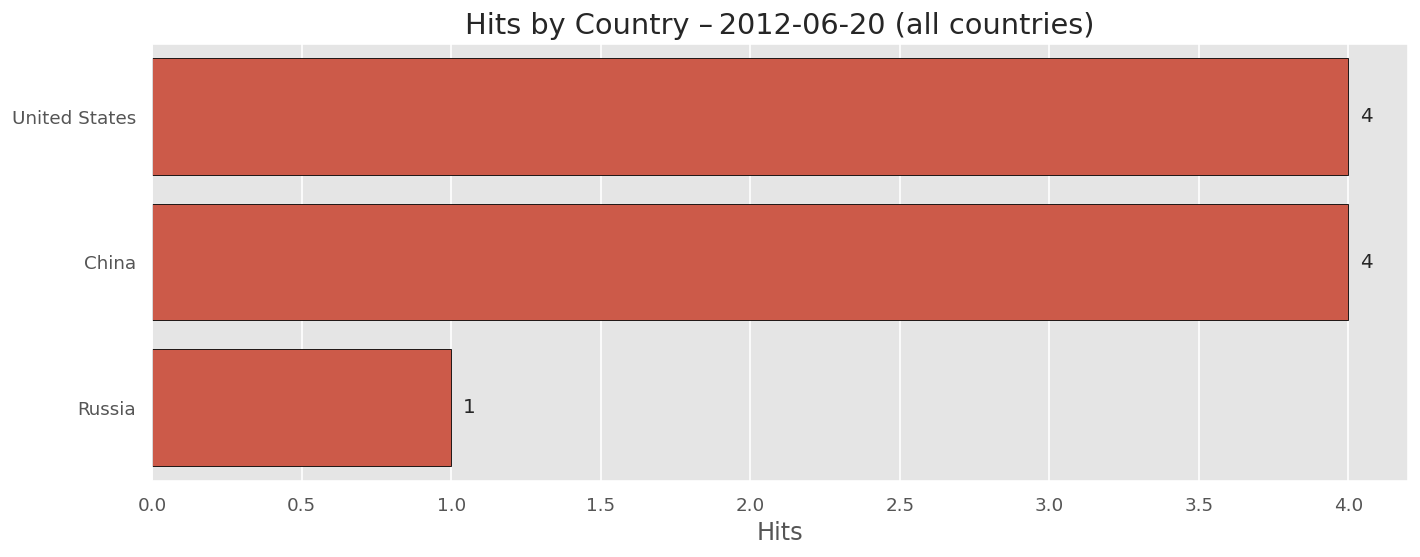 Hits by Country – 2012-06-20 (all countries)
United States
4
China
4
Russia
1
0.0 0.5 1.0 1.5 2.0 2.5 3.0 3.5 4.0
Hits